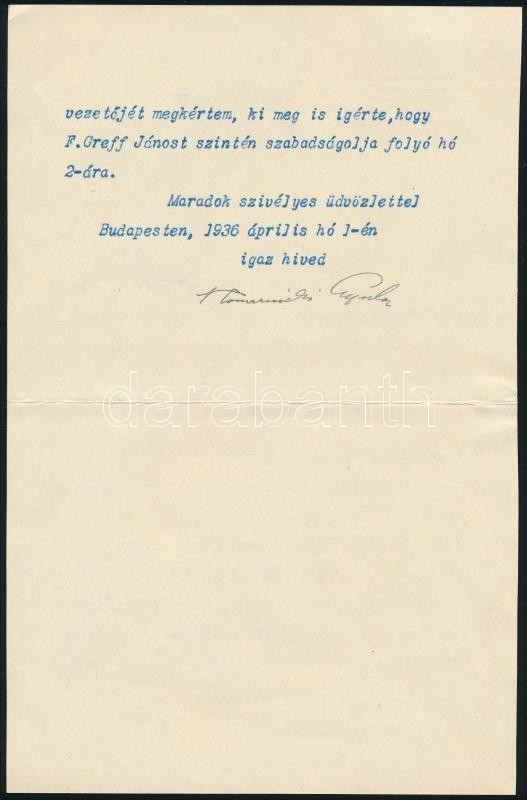 vezetőjét megkértem, ki meg is igérte,hogy
F.Greff Jánost szintén szabadságolja folyó hó
2-ára.
Maradok szivélyes üdvözlettel
Budapesten, 1936 április hó 1-én
igaz hived
Gyula
darabanth